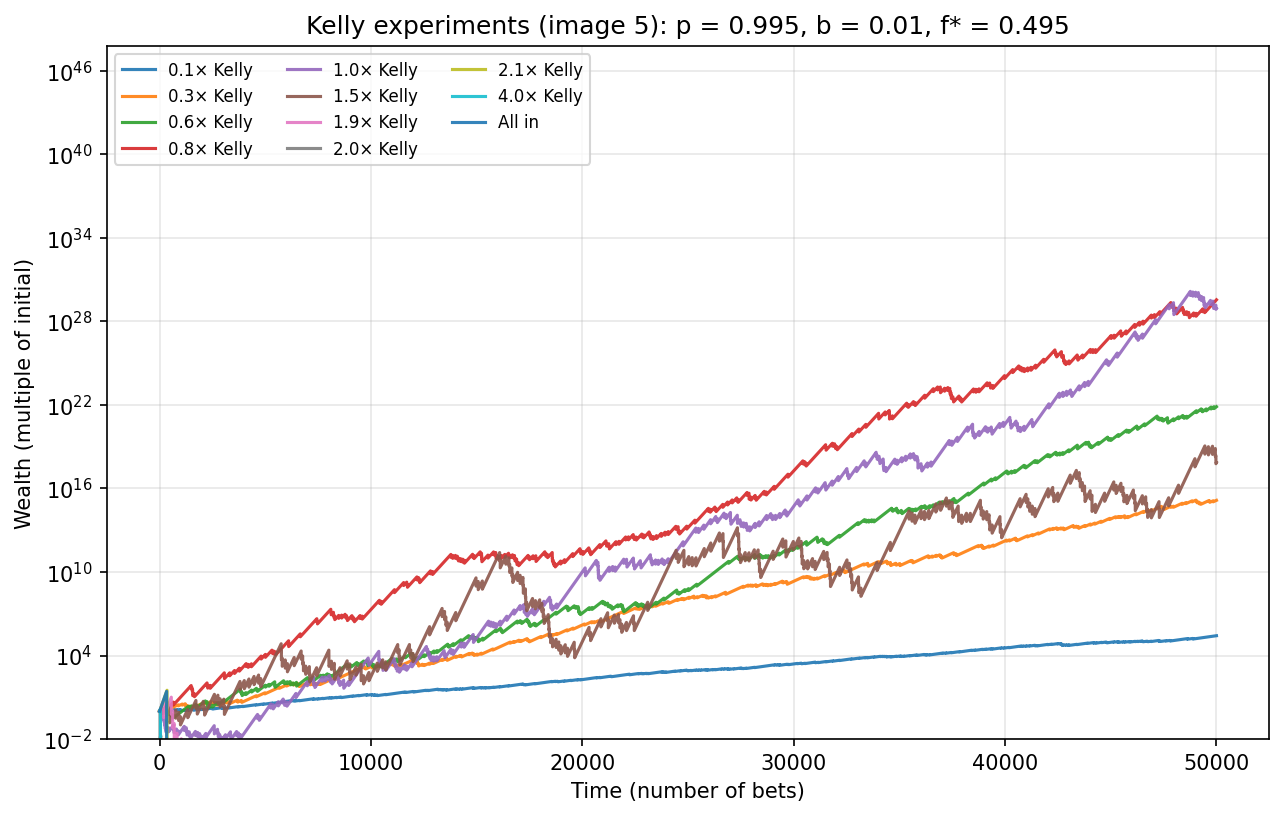 Kelly experiments (image 5): p = 0.995, b = 0.01, f* = 0.495
0.1× Kelly
0.3× Kelly
0.6× Kelly
0.8× Kelly
1.0× Kelly
1.5× Kelly
1.9× Kelly
2.0× Kelly
2.1× Kelly
4.0× Kelly
All in
Wealth (multiple of initial)
10^46
10^40
10^34
10^28
10^22
10^16
10^10
10^4
10^−2
0 10000 20000 30000 40000 50000
Time (number of bets)